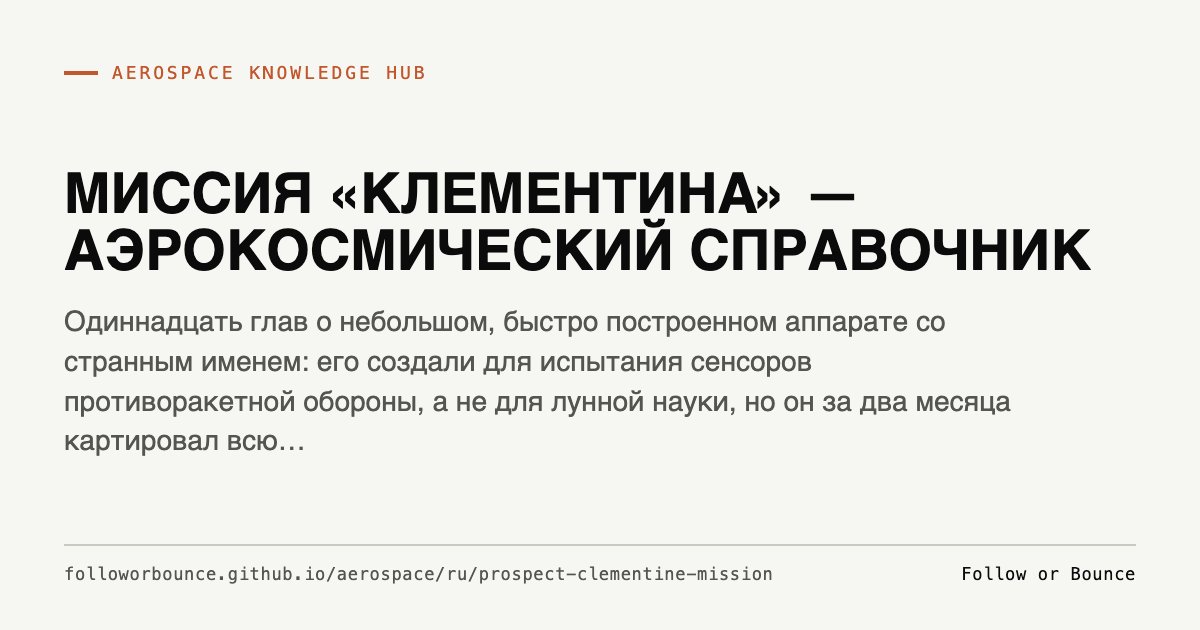 AEROSPACE KNOWLEDGE HUB
МИССИЯ «КЛЕМЕНТИНА» —
АЭРОКОСМИЧЕСКИЙ СПРАВОЧНИК
Одиннадцать глав о небольшом, быстро построенном аппарате со
странным именем: его создали для испытания сенсоров
противоракетной обороны, а не для лунной науки, но он за два месяца
картировал всю…
followorbounce.github.io/aerospace/ru/prospect-clementine-mission
Follow or Bounce